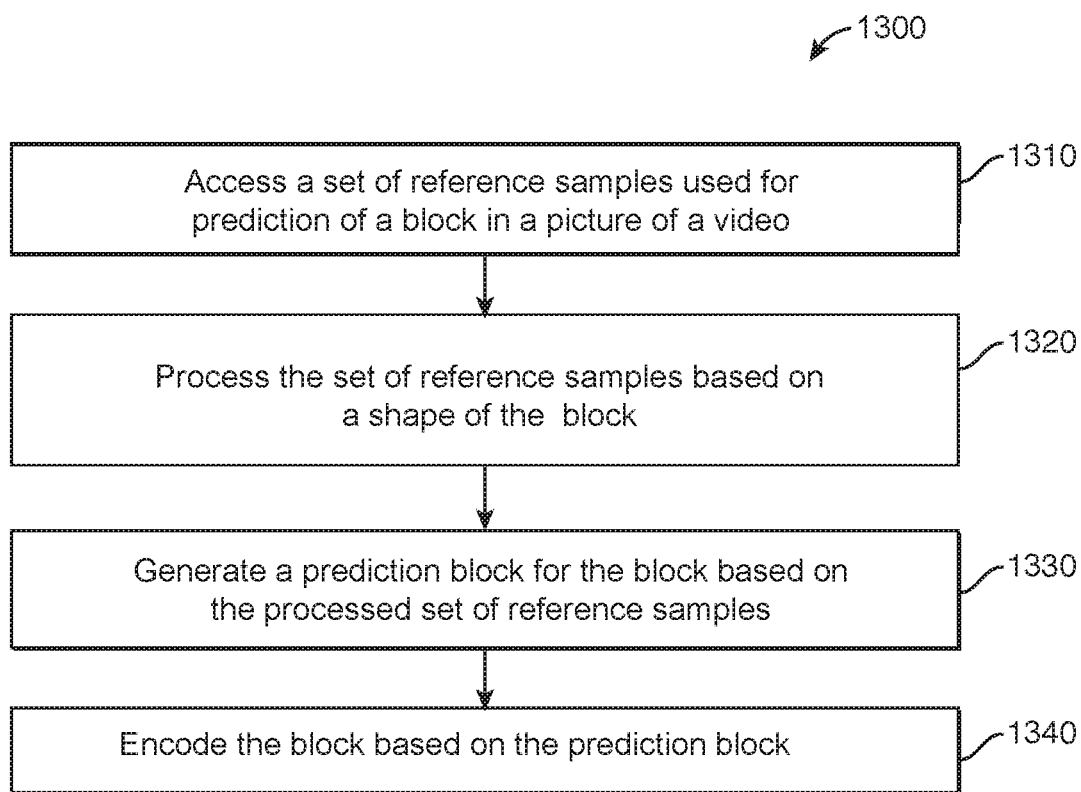 1300
1310
Access a set of reference samples used for
prediction of a block in a picture of a video
1320
Process the set of reference samples based on
a shape of the block
1330
Generate a prediction block for the block based on
the processed set of reference samples
1340
Encode the block based on the prediction block